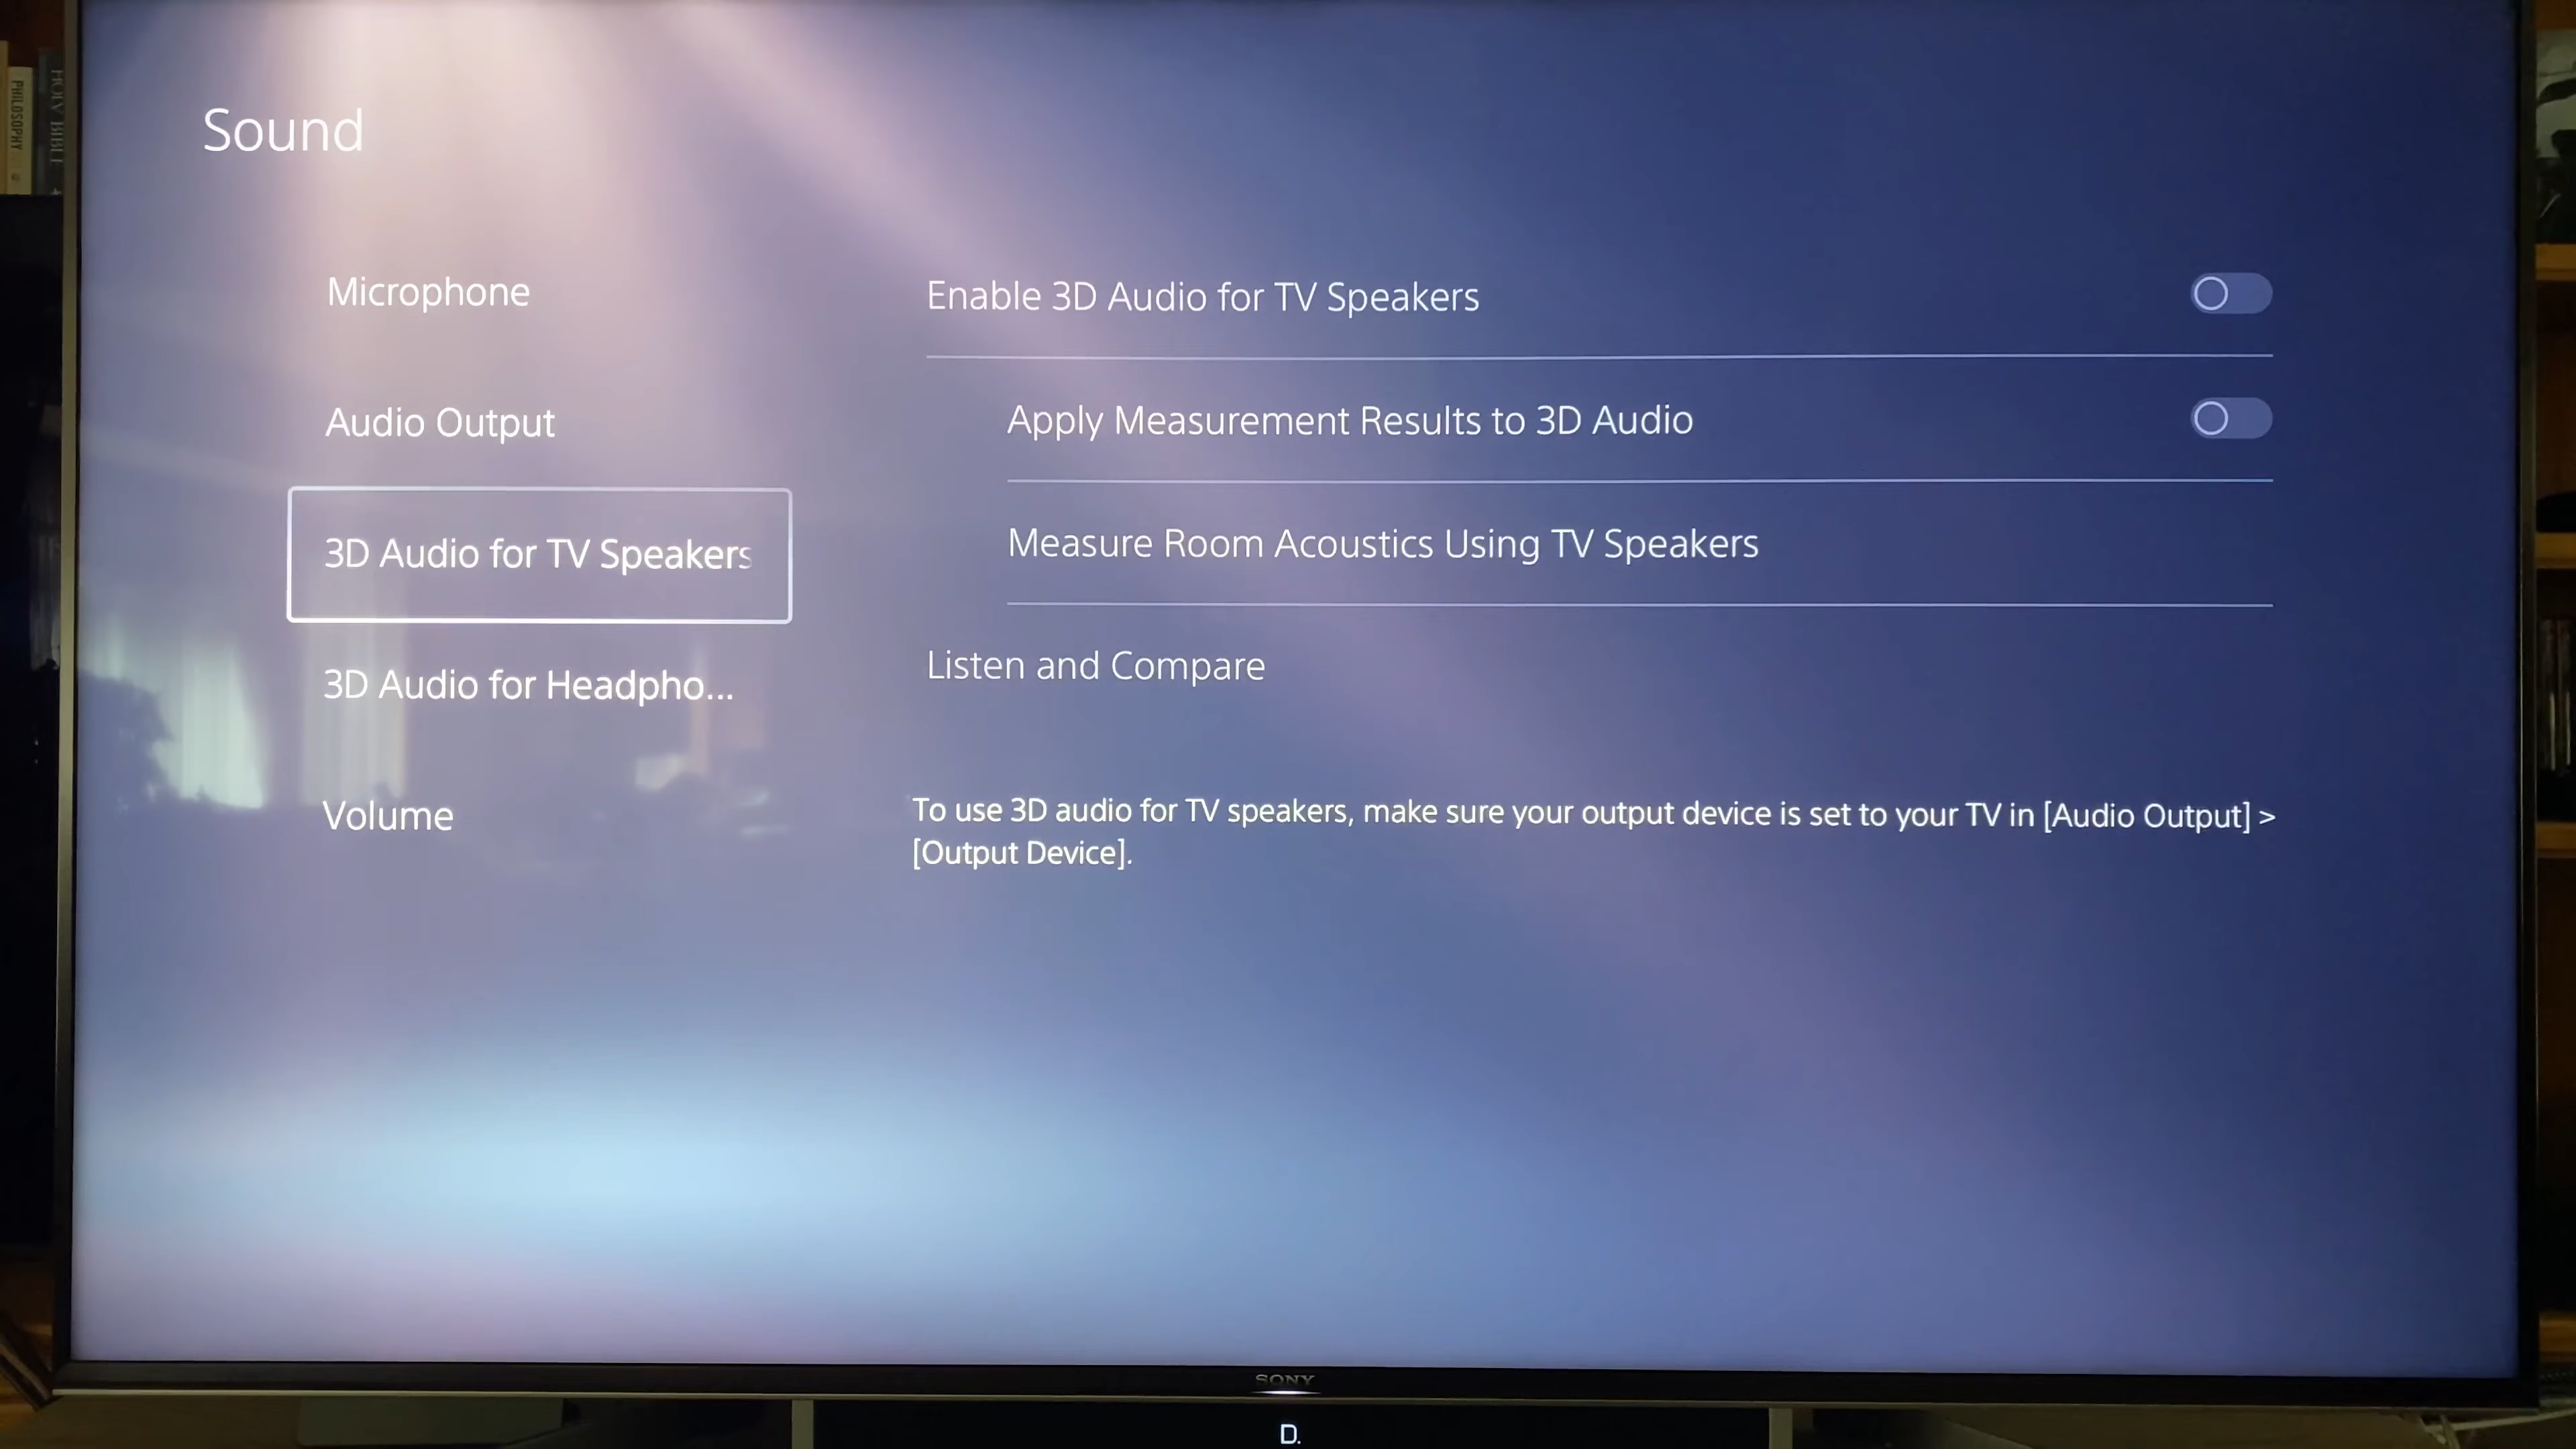 PHILOSOPHY
HOLY BIBLE
Sound
Microphone
Audio Output
3D Audio for TV Speakers
3D Audio for Headpho...
Volume
Enable 3D Audio for TV Speakers
Apply Measurement Results to 3D Audio
Measure Room Acoustics Using TV Speakers
Listen and Compare
To use 3D audio for TV speakers, make sure your output device is set to your TV in [Audio Output] >
[Output Device].
SONY
D.